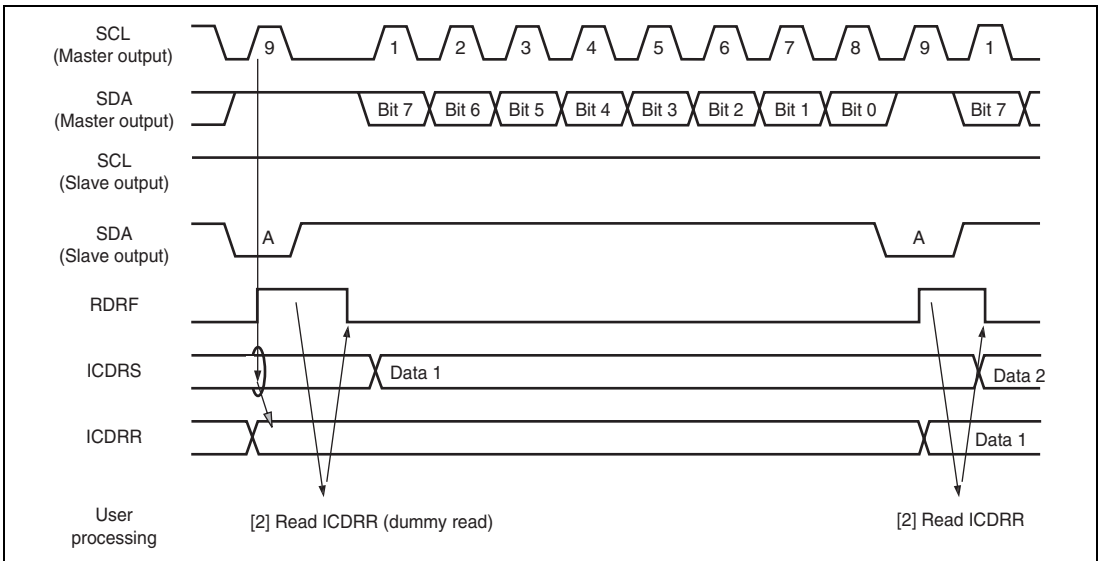 SCL
(Master output)
9 1 2 3 4 5 6 7 8 9 1
SDA
(Master output)
Bit 7 Bit 6 Bit 5 Bit 4 Bit 3 Bit 2 Bit 1 Bit 0 Bit 7
SCL
(Slave output)
SDA
(Slave output)
A A
RDRF
ICDRS
Data 1 Data 2
ICDRR
Data 1
User
processing
[2] Read ICDRR (dummy read) [2] Read ICDRR